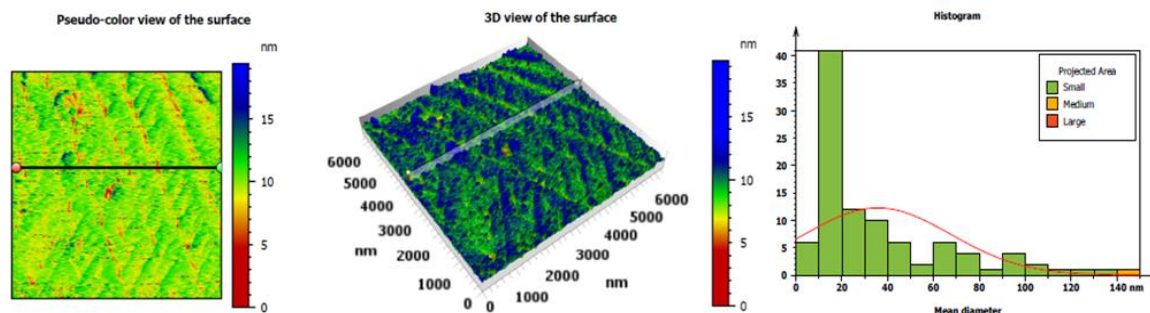 Pseudo-color view of the surface
nm
15
10
5
0
3D view of the surface
6000
5000
4000
3000
nm
2000
1000
0
0
1000
2000
nm
3000
4000
5000
6000
nm
15
10
5
0
Histogram
40
35
30
25
20
15
10
5
0
Projected Area
Small
Medium
Large
0
20
40
60
80
100
120
140 nm
Mean diameter